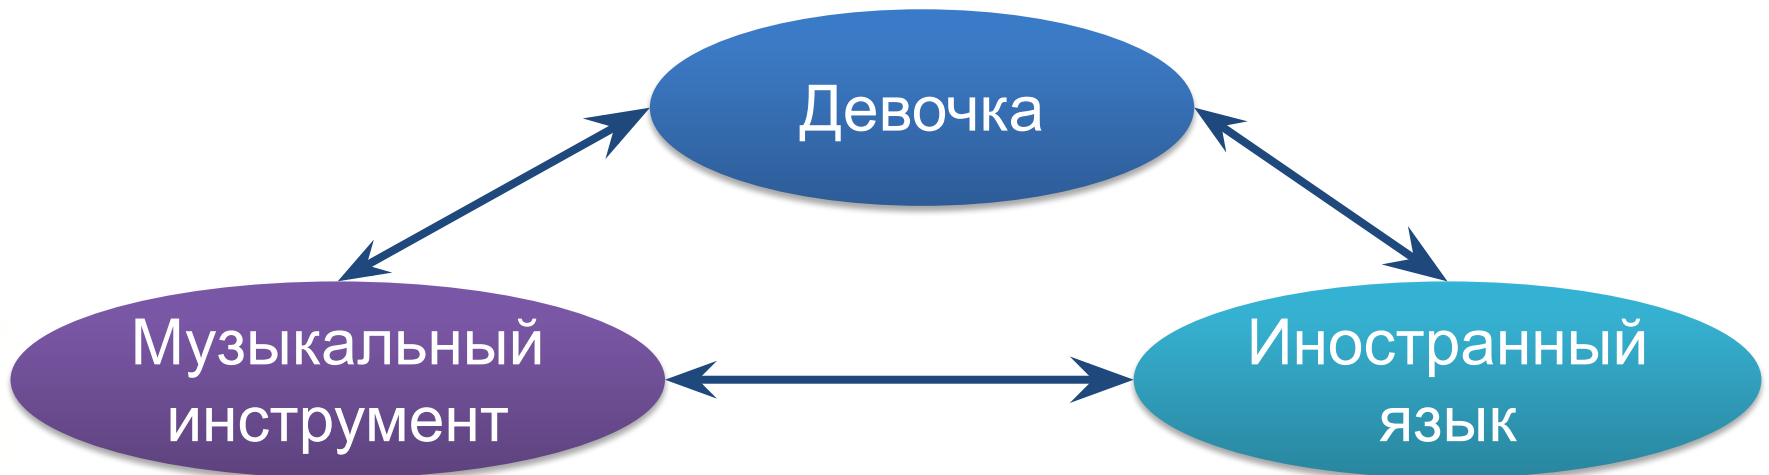 Девочка
Музыкальный
инструмент
Иностранный
язык